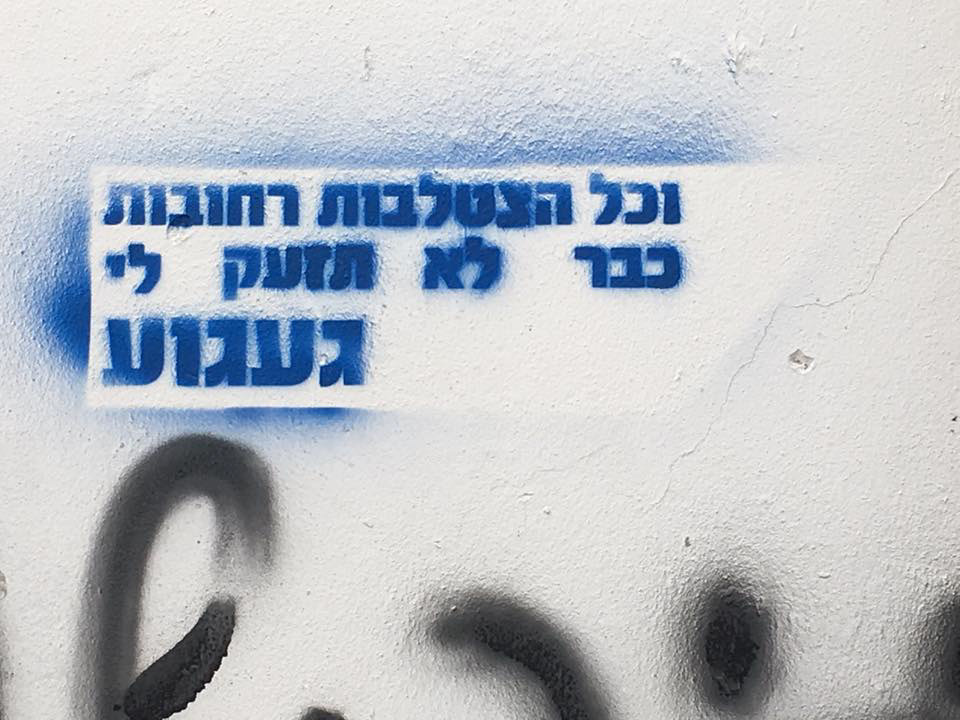 וכל הצטלבות רחובות
כבר לא תזעק לי
געגוע